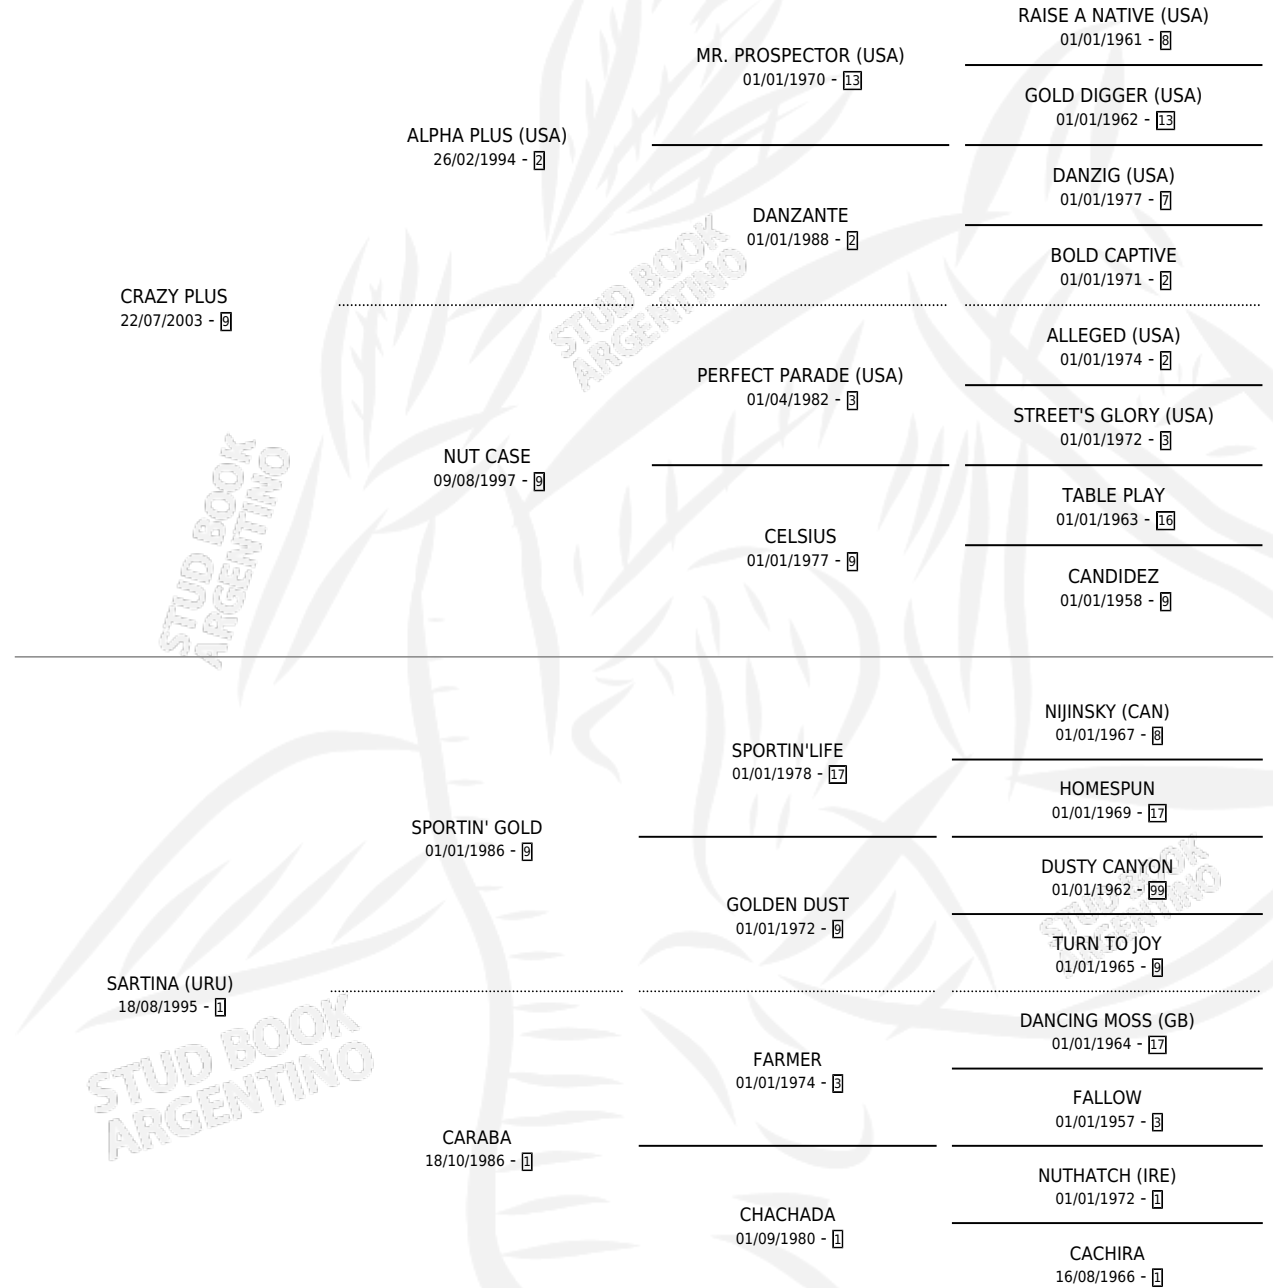 RAISE A NATIVE (USA)
01/01/1961 - 8
MR. PROSPECTOR (USA)
01/01/1970 - 13
GOLD DIGGER (USA)
01/01/1962 - 13
ALPHA PLUS (USA)
26/02/1994 - 2
DANZIG (USA)
01/01/1977 - 7
DANZANTE
01/01/1988 - 2
BOLD CAPTIVE
01/01/1971 - 2
CRAZY PLUS
22/07/2003 - 9
STUD BOOK
ARGENTINO
ALLEGED (USA)
01/01/1974 - 2
PERFECT PARADE (USA)
01/04/1982 - 3
STREET'S GLORY (USA)
01/01/1972 - 3
NUT CASE
09/08/1997 - 9
TABLE PLAY
01/01/1963 - 16
CELSIUS
01/01/1977 - 9
CANDIDEZ
01/01/1958 - 9
STUD BOOK
ARGENTINO
NIJINSKY (CAN)
01/01/1967 - 8
SPORTIN'LIFE
01/01/1978 - 17
HOMESPUN
01/01/1969 - 17
SPORTIN' GOLD
01/01/1986 - 9
DUSTY CANYON
01/01/1962 - 99
GOLDEN DUST
01/01/1972 - 9
STUD BOOK
ARGENTINO
TURN TO JOY
01/01/1965 - 9
SARTINA (URU)
18/08/1995 - 1
STUD BOOK
ARGENTINO
DANCING MOSS (GB)
01/01/1964 - 17
FARMER
01/01/1974 - 3
FALLOW
01/01/1957 - 3
CARABA
18/10/1986 - 1
NUTHATCH (IRE)
01/01/1972 - 1
CHACHADA
01/09/1980 - 1
CACHIRA
16/08/1966 - 1